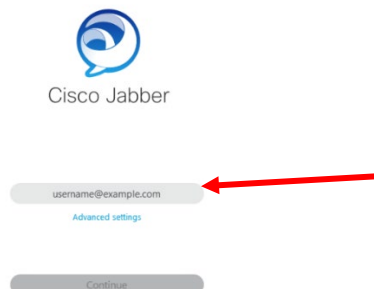 Cisco Jabber
username@example.com
Advanced settings
Continue